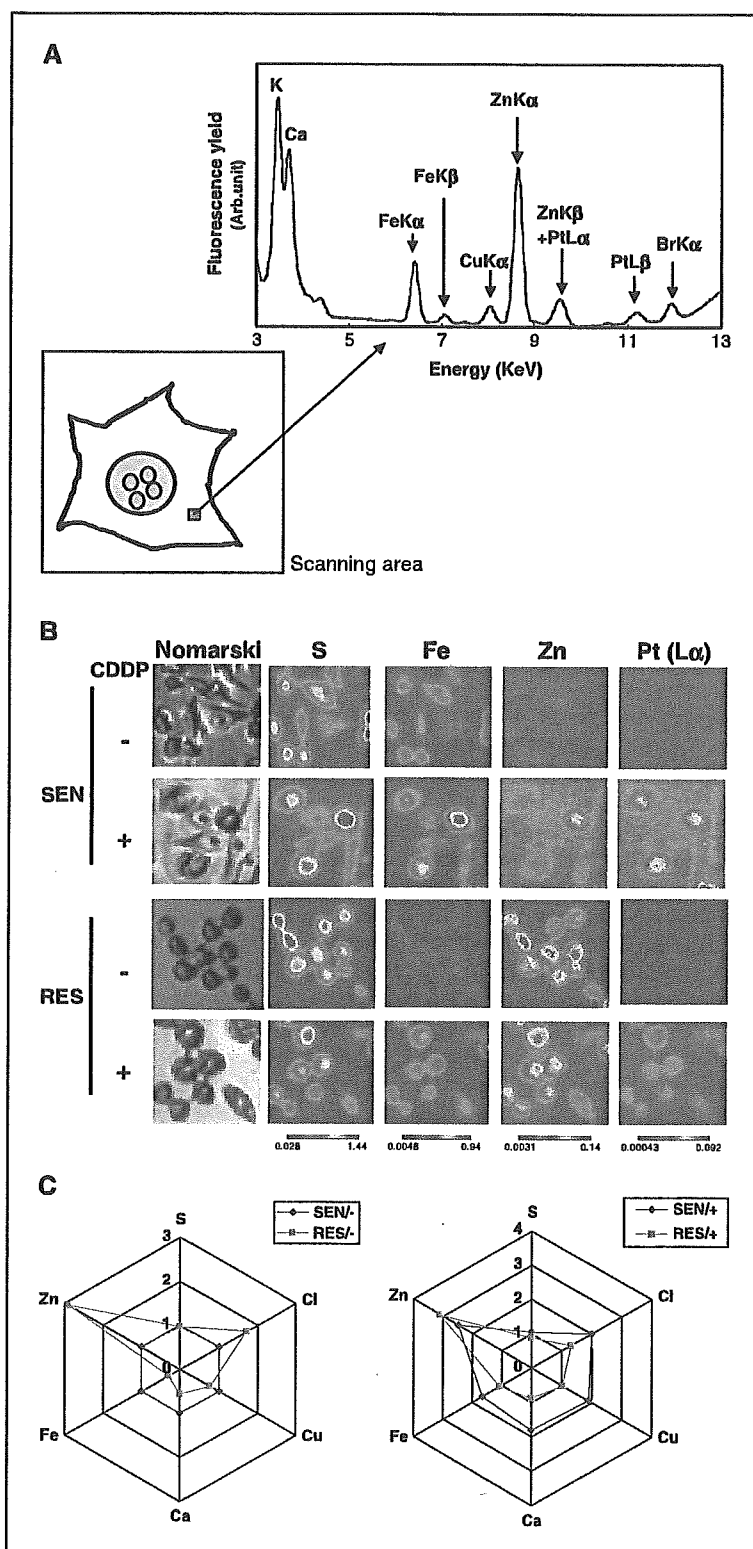 A
Fluorescence yield
(Arb.unit)
K
Ca
FeKα
FeKβ
CuKα
ZnKα
ZnKβ
+PtLα
PtLβ
BrKα
3 5 7 9 11 13
Energy (KeV)
Scanning area
B
Nomarski S Fe Zn Pt (Lα)
CDDP
-
SEN
+
-
RES
+
0.028 1.44 0.0048 0.94 0.0031 0.14 0.00043 0.092
C
SEN/-
RES/-
S
3
2
1
0
Zn
Cl
Fe
Cu
Ca
SEN/+
RES/+
S
4
3
2
1
0
Zn
Cl
Fe
Cu
Ca